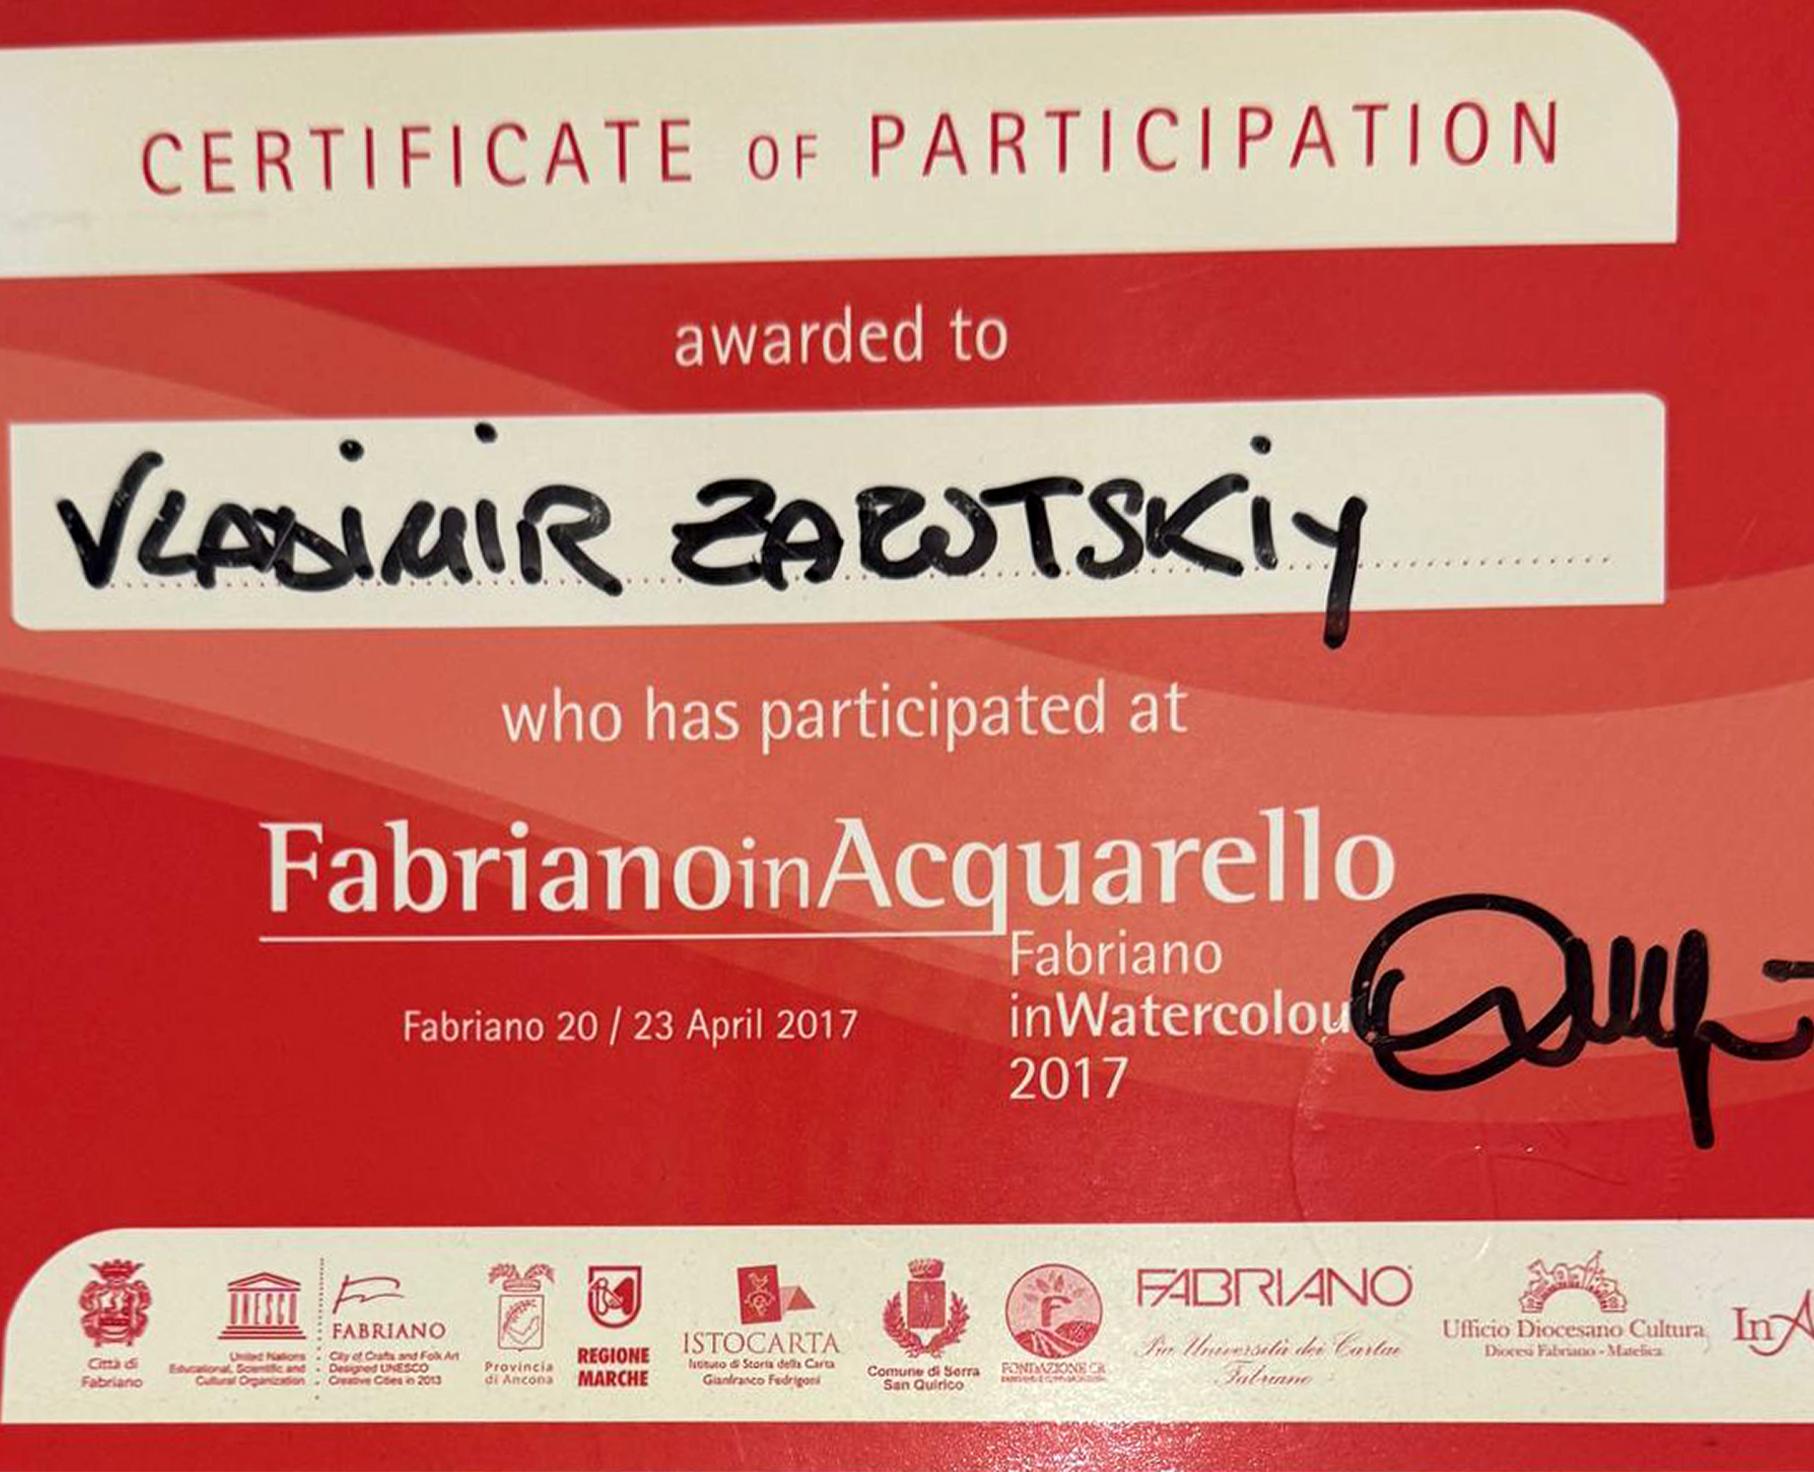 CERTIFICATE OF PARTICIPATION
awarded to
VLADIMIR ZAROTSKIY
who has participated at
FabrianoinAcquarello
Fabriano
inWatercolou
2017
Fabriano 20 / 23 April 2017
Città di
Fabriano
UNESCO
United Nations
Educational, Scientific and
Cultural Organization
FABRIANO
City of Crafts and Folk Art
Designed UNESCO
Creative Cities in 2013
Provincia
di Ancona
REGIONE
MARCHE
ISTOCARTA
Istituto di Storia della Carta
Gianfranco Fedrigoni
Comune di Serra
San Quirico
FONDAZIONE CR
FABRIANO
Pia Università dei Cartai
Fabriano
Ufficio Diocesano Cultura
Diocesi Fabriano - Matelica
InA